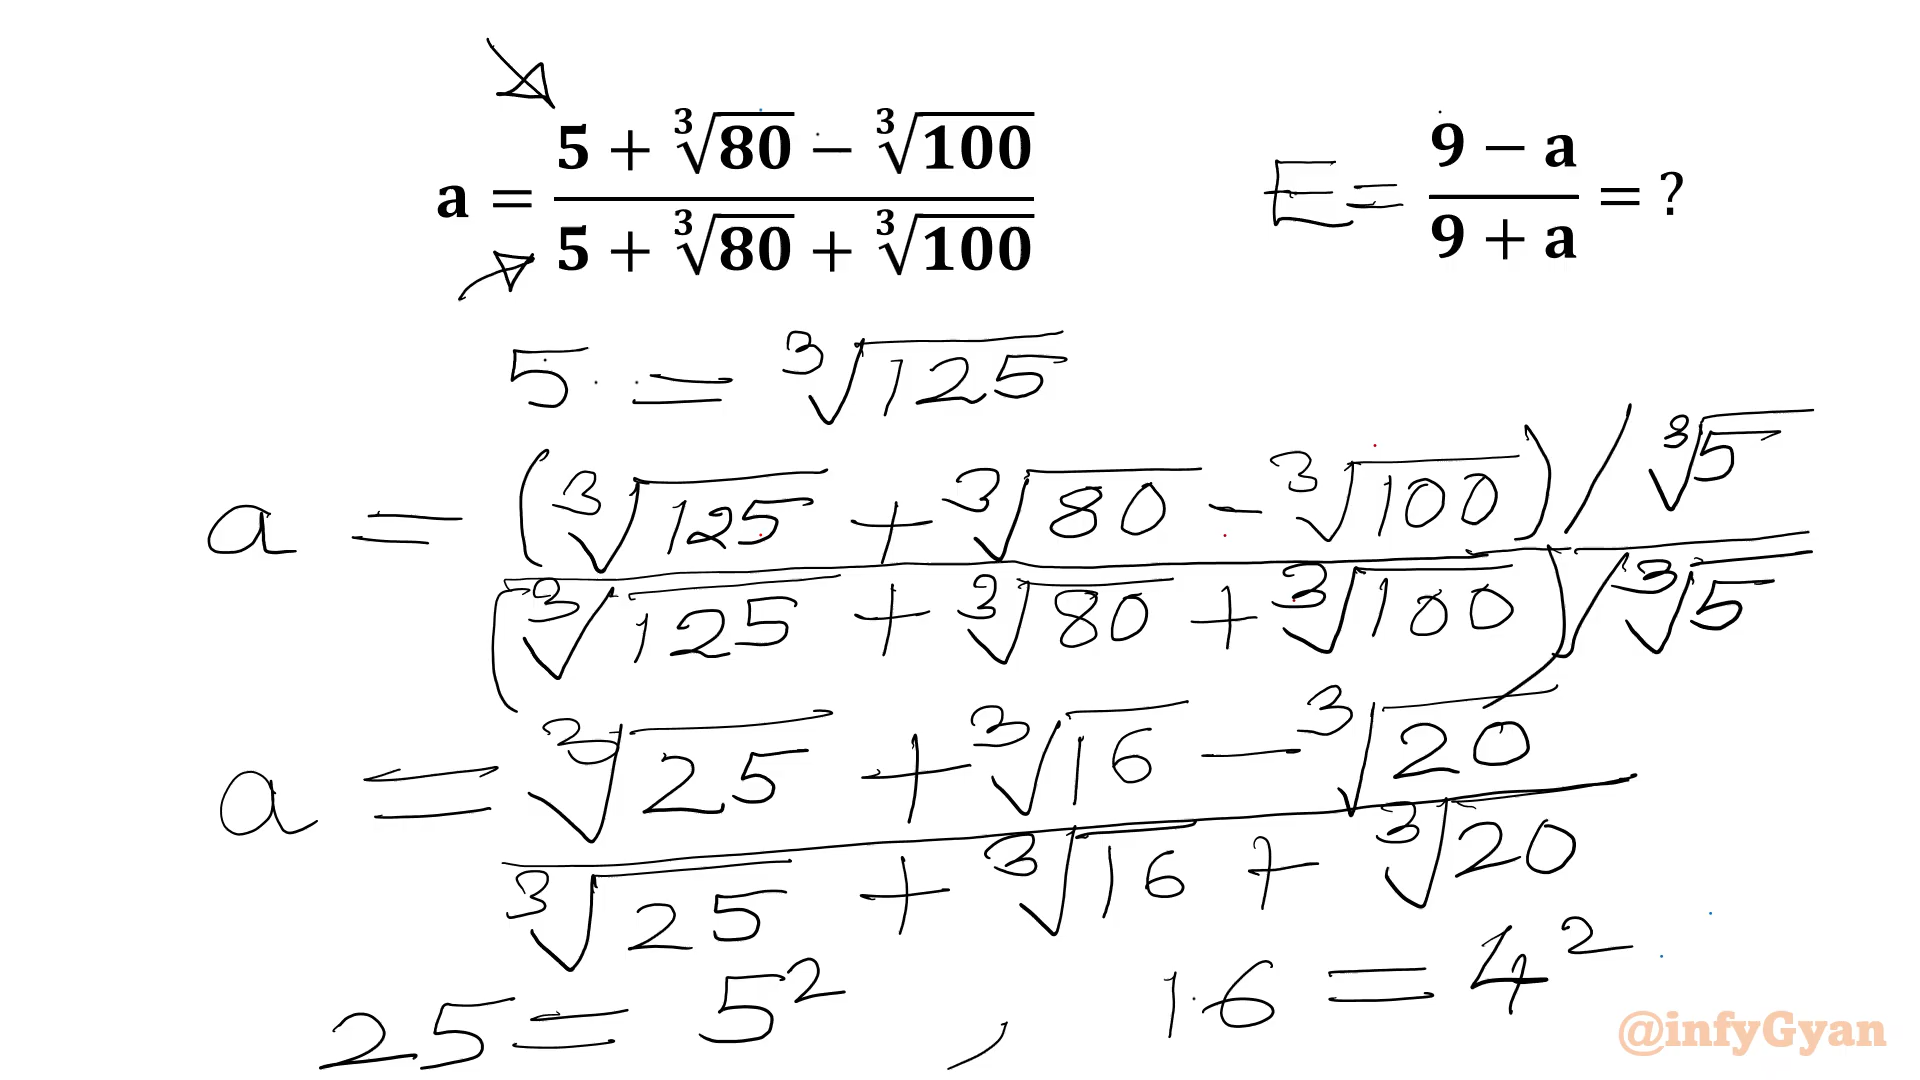 a = (5 + ∛80 − ∛100) / (5 + ∛80 + ∛100)    E = (9 − a) / (9 + a) = ?
5 = ∛125
a = (∛125 + ∛80 − ∛100) / ∛5
(∛125 + ∛80 + ∛100) / ∛5
a = ∛25 + ∛16 − ∛20
∛25 + ∛16 + ∛20
25 = 5² , 16 = 4²
@infyGyan